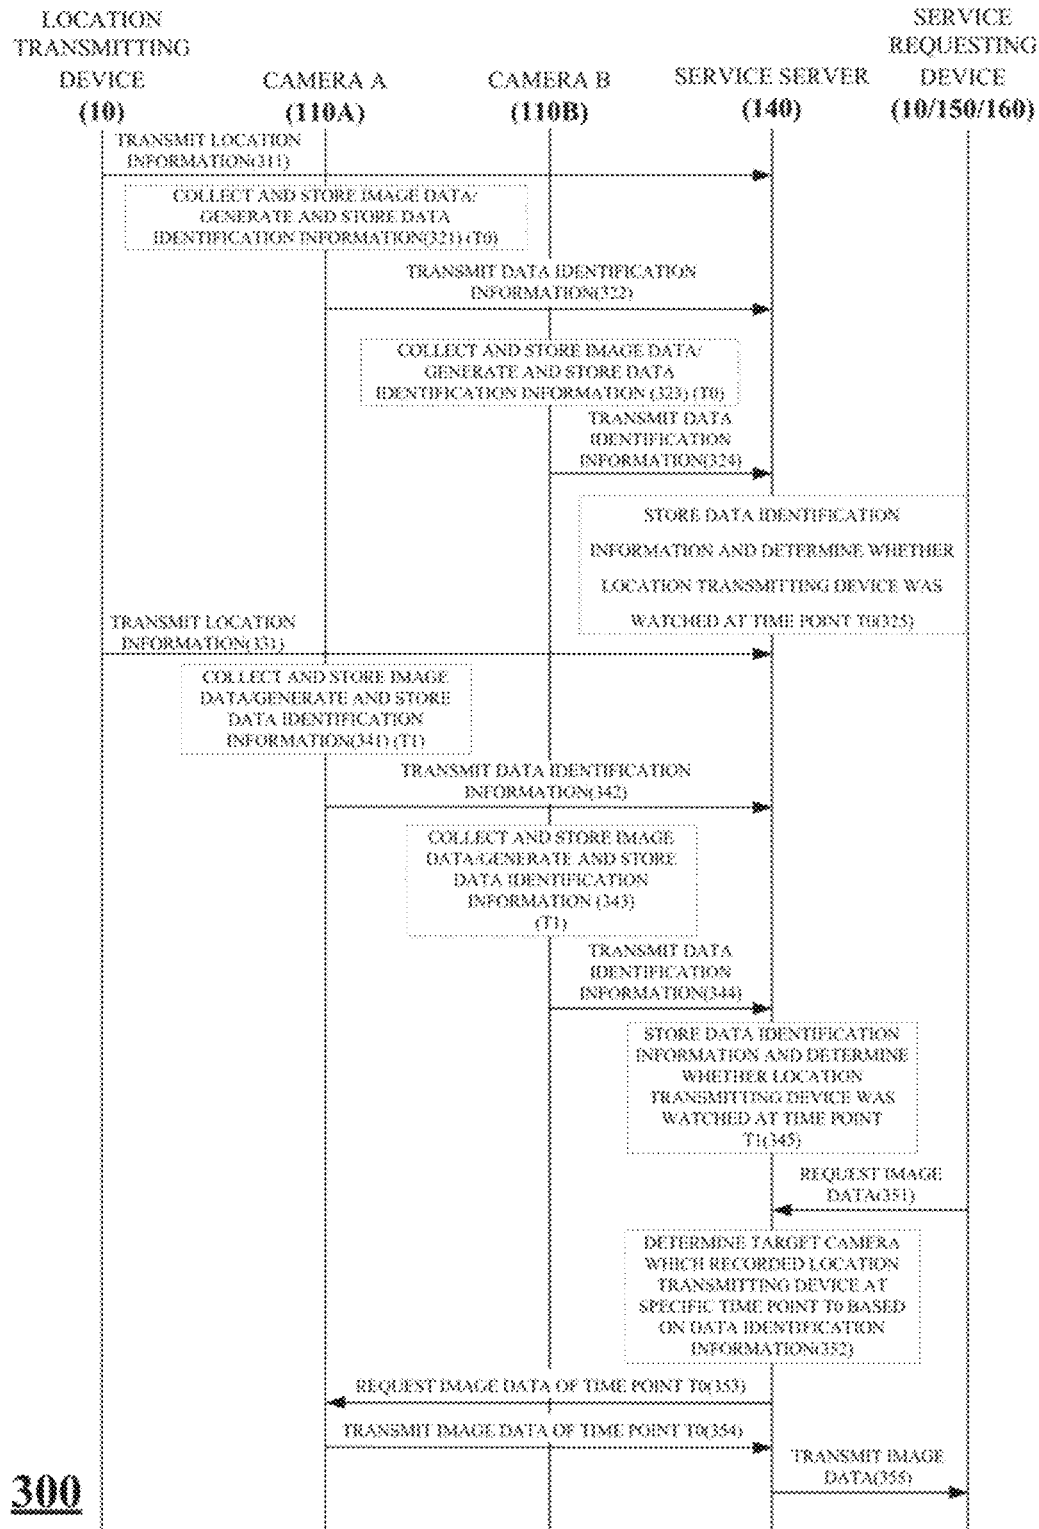 LOCATION
TRANSMITTING
DEVICE
(10)
CAMERA A
(110A)
CAMERA B
(110B)
SERVICE SERVER
(140)
SERVICE
REQUESTING
DEVICE
(10/150/160)
TRANSMIT LOCATION
INFORMATION(311)
COLLECT AND STORE IMAGE DATA/
GENERATE AND STORE DATA
IDENTIFICATION INFORMATION(321) (T0)
TRANSMIT DATA IDENTIFICATION
INFORMATION(322)
COLLECT AND STORE IMAGE DATA/
GENERATE AND STORE DATA
IDENTIFICATION INFORMATION (323) (T0)
TRANSMIT DATA
IDENTIFICATION
INFORMATION(324)
STORE DATA IDENTIFICATION
INFORMATION AND DETERMINE WHETHER
LOCATION TRANSMITTING DEVICE WAS
WATCHED AT TIME POINT T0(325)
TRANSMIT LOCATION
INFORMATION(331)
COLLECT AND STORE IMAGE
DATA/GENERATE AND STORE
DATA IDENTIFICATION
INFORMATION(341) (T1)
TRANSMIT DATA IDENTIFICATION
INFORMATION(342)
COLLECT AND STORE IMAGE
DATA/GENERATE AND STORE
DATA IDENTIFICATION
INFORMATION (343)
(T1)
TRANSMIT DATA
IDENTIFICATION
INFORMATION(344)
STORE DATA IDENTIFICATION
INFORMATION AND DETERMINE
WHETHER LOCATION
TRANSMITTING DEVICE WAS
WATCHED AT TIME POINT
T1(345)
REQUEST IMAGE
DATA(351)
DETERMINE TARGET CAMERA
WHICH RECORDED LOCATION
TRANSMITTING DEVICE AT
SPECIFIC TIME POINT T0 BASED
ON DATA IDENTIFICATION
INFORMATION(352)
REQUEST IMAGE DATA OF TIME POINT T0(353)
TRANSMIT IMAGE DATA OF TIME POINT T0(354)
TRANSMIT IMAGE
DATA(355)
300